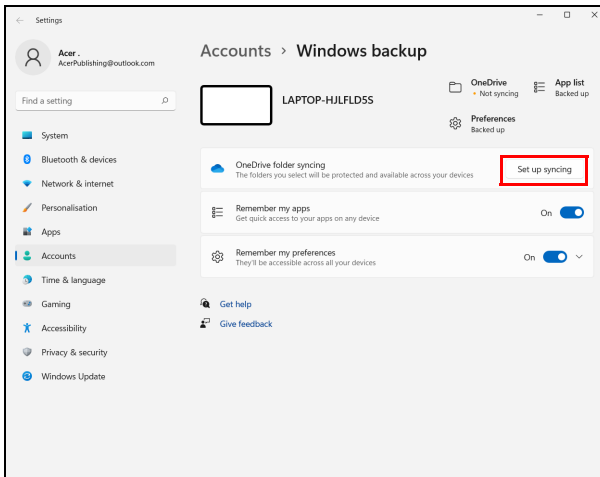 Settings
Acer .
AcerPublishing@outlook.com
Find a setting
System
Bluetooth & devices
Network & internet
Personalisation
Apps
Accounts
Time & language
Gaming
Accessibility
Privacy & security
Windows Update
Accounts > Windows backup
LAPTOP-HJLFLD5S
OneDrive
• Not syncing
App list
Backed up
Preferences
Backed up
OneDrive folder syncing
The folders you select will be protected and available across your devices
Set up syncing
Remember my apps
Get quick access to your apps on any device
On
Remember my preferences
They'll be accessible across all your devices
On
Get help
Give feedback